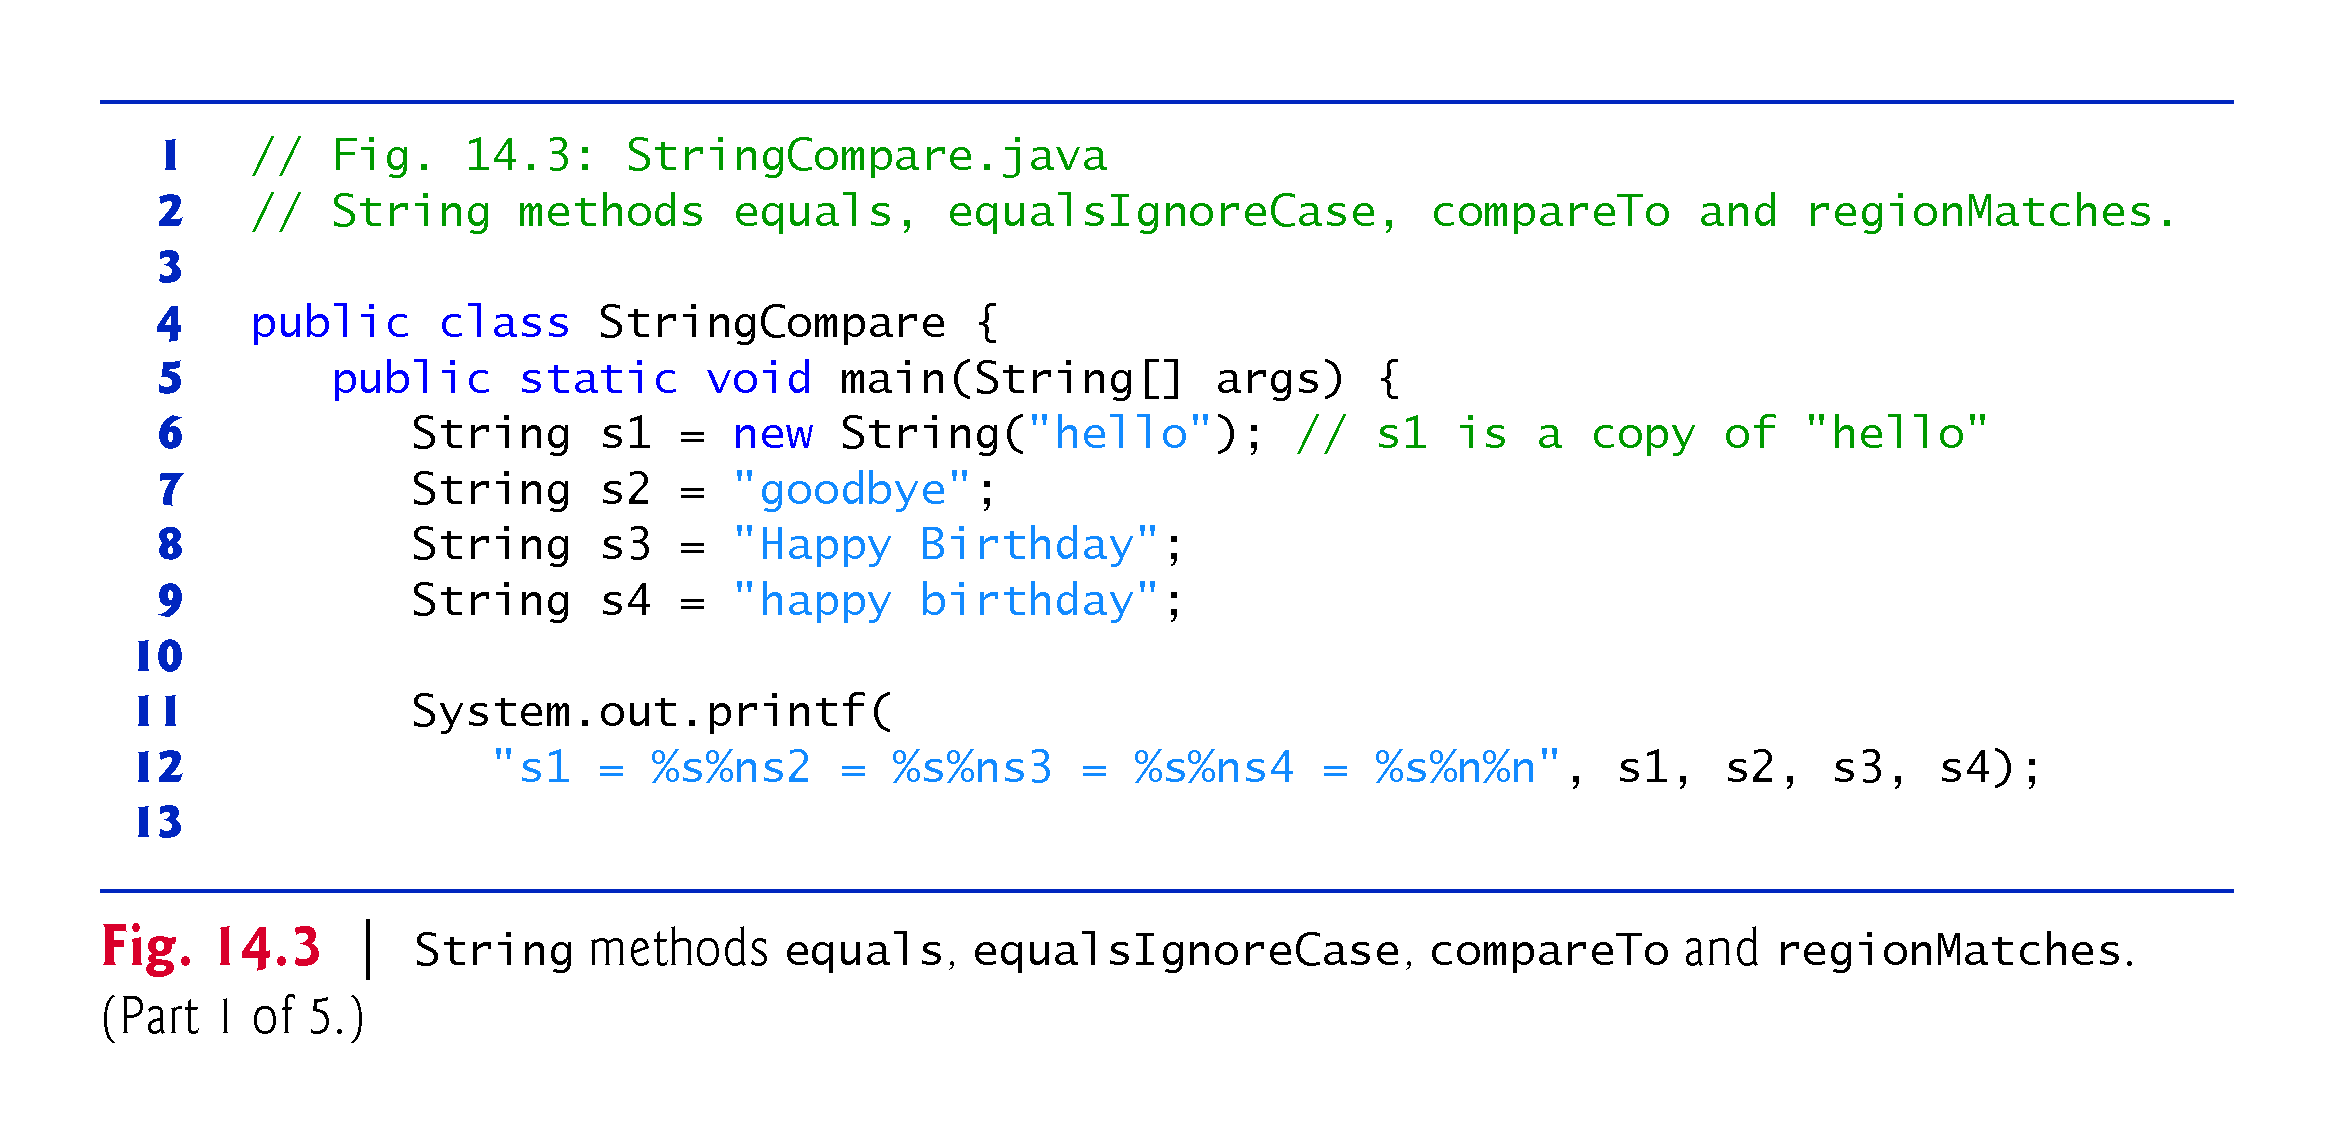 1 // Fig. 14.3: StringCompare.java
2 // String methods equals, equalsIgnoreCase, compareTo and regionMatches.
3
4 public class StringCompare {
5    public static void main(String[] args) {
6       String s1 = new String("hello"); // s1 is a copy of "hello"
7       String s2 = "goodbye";
8       String s3 = "Happy Birthday";
9       String s4 = "happy birthday";
10
11       System.out.printf(
12          "s1 = %s%ns2 = %s%ns3 = %s%ns4 = %s%n%n", s1, s2, s3, s4);
13
Fig. 14.3 | String methods equals, equalsIgnoreCase, compareTo and regionMatches.
(Part 1 of 5.)